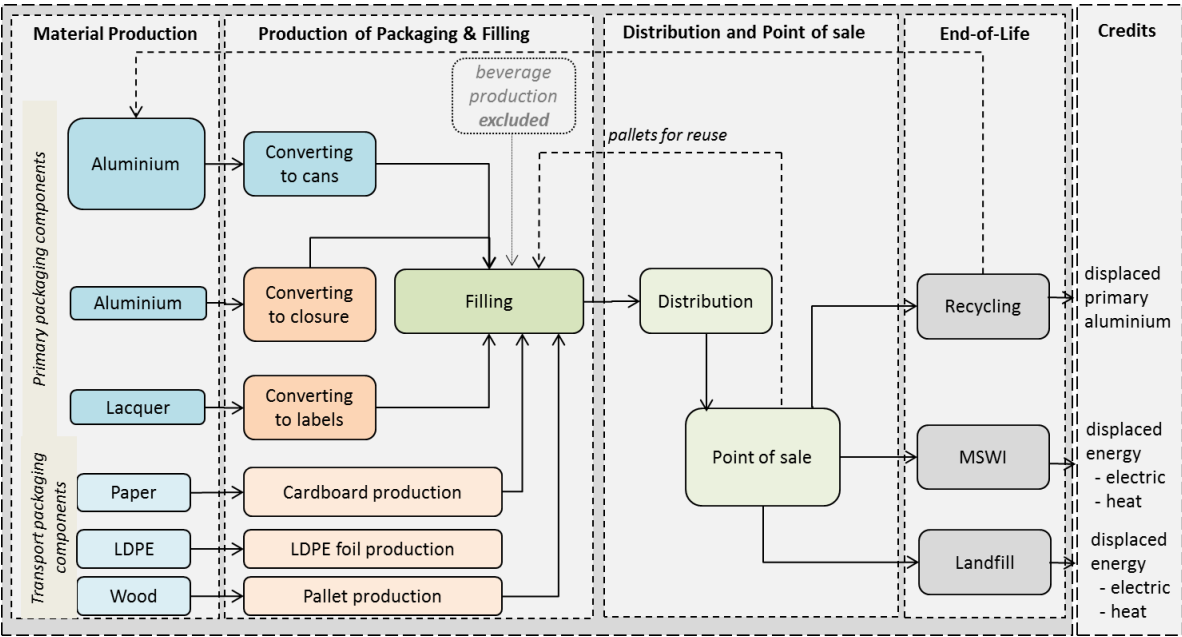 Material Production
Production of Packaging & Filling
Distribution and Point of sale
End-of-Life
Credits
beverage
production
excluded
pallets for reuse
Primary packaging components
Aluminium
Converting
to cans
Aluminium
Converting
to closure
Filling
Distribution
Recycling
displaced
primary
aluminium
Lacquer
Converting
to labels
Point of sale
MSWI
displaced
energy
- electric
- heat
Transport packaging
components
Paper
Cardboard production
LDPE
LDPE foil production
Landfill
displaced
energy
- electric
- heat
Wood
Pallet production